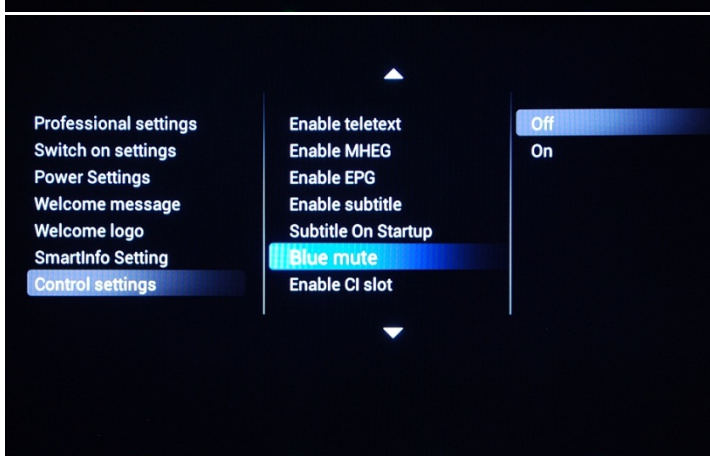 Professional settings
Switch on settings
Power Settings
Welcome message
Welcome logo
SmartInfo Setting
Control settings
Enable teletext
Enable MHEG
Enable EPG
Enable subtitle
Subtitle On Startup
Blue mute
Enable CI slot
Off
On